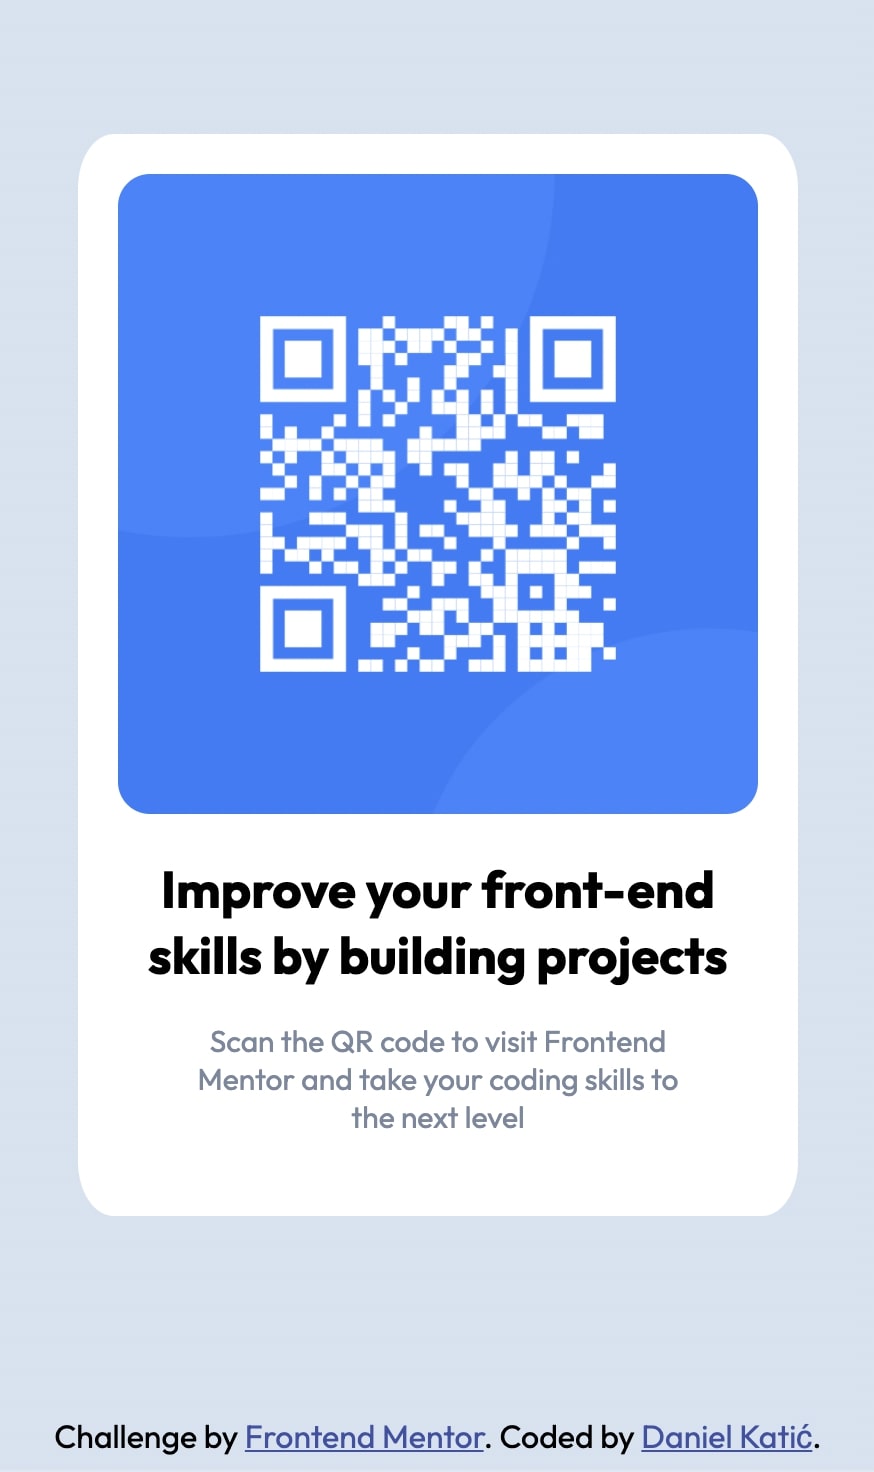 Improve your front-end
skills by building projects
Scan the QR code to visit Frontend
Mentor and take your coding skills to
the next level
Challenge by Frontend Mentor. Coded by Daniel Katić.